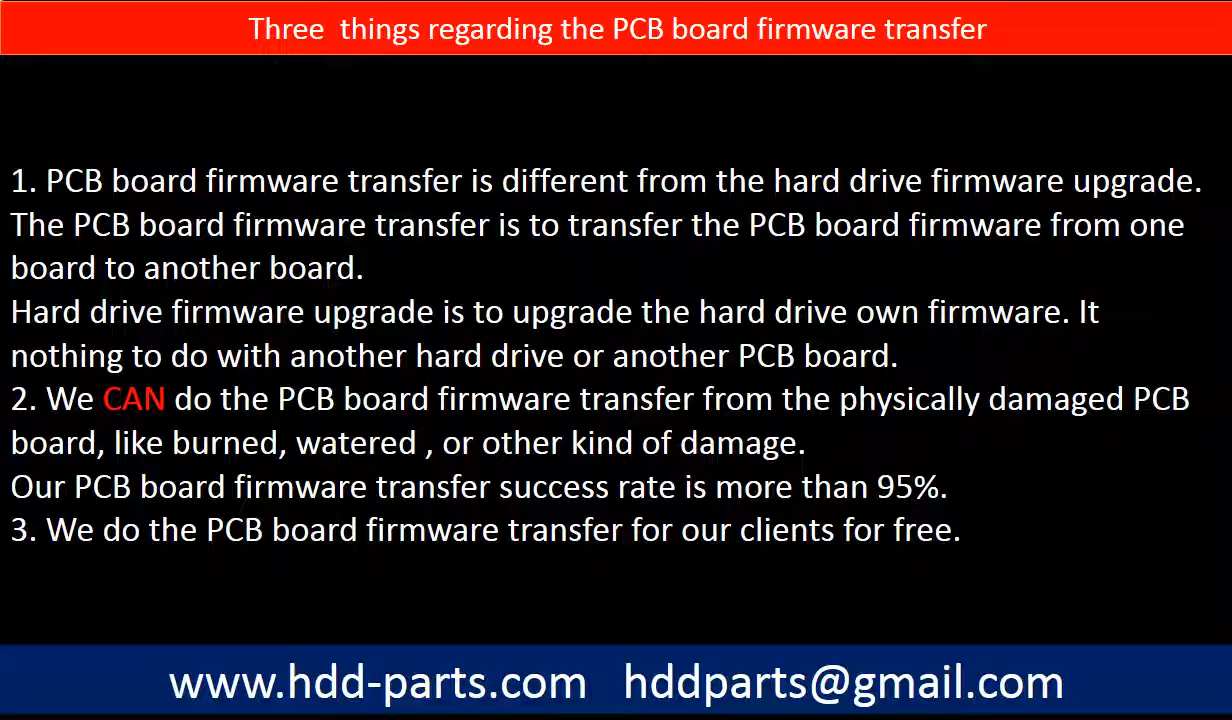 Three  things regarding the PCB board firmware transfer
1. PCB board firmware transfer is different from the hard drive firmware upgrade.
The PCB board firmware transfer is to transfer the PCB board firmware from one
board to another board.
Hard drive firmware upgrade is to upgrade the hard drive own firmware. It
nothing to do with another hard drive or another PCB board.
2. We CAN do the PCB board firmware transfer from the physically damaged PCB
board, like burned, watered , or other kind of damage.
Our PCB board firmware transfer success rate is more than 95%.
3. We do the PCB board firmware transfer for our clients for free.
www.hdd-parts.com   hddparts@gmail.com